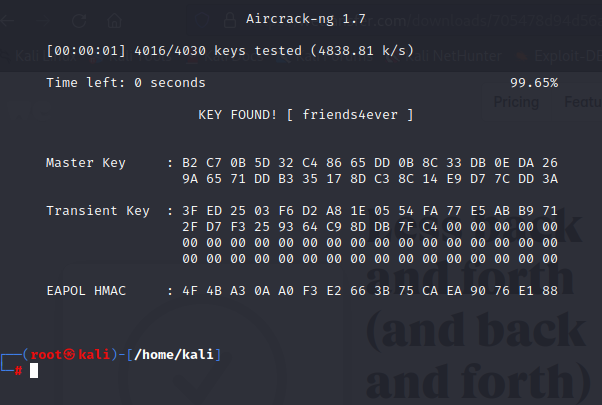 Aircrack-ng 1.7
[00:00:01] 4016/4030 keys tested (4838.81 k/s)
Time left: 0 seconds 99.65%
KEY FOUND! [ friends4ever ]
Pricing
Master Key : B2 C7 0B 5D 32 C4 86 65 DD 0B 8C 33 DB 0E DA 26
9A 65 71 DD B3 35 17 8D C3 8C 14 E9 D7 7C DD 3A
Transient Key : 3F ED 25 03 F6 D2 A8 1E 05 54 FA 77 E5 AB B9 71
2F D7 F3 25 93 64 C9 8D DB 7F C4 00 00 00 00 00
00 00 00 00 00 00 00 00 00 00 00 00 00 00 00 00
00 00 00 00 00 00 00 00 00 00 00 00 00 00 00 00
EAPOL HMAC : 4F 4B A3 0A A0 F3 E2 66 3B 75 CA EA 90 76 E1 88
Less back
and forth
(and back
and forth)
┌──(root㉿kali)-[/home/kali]
└─#